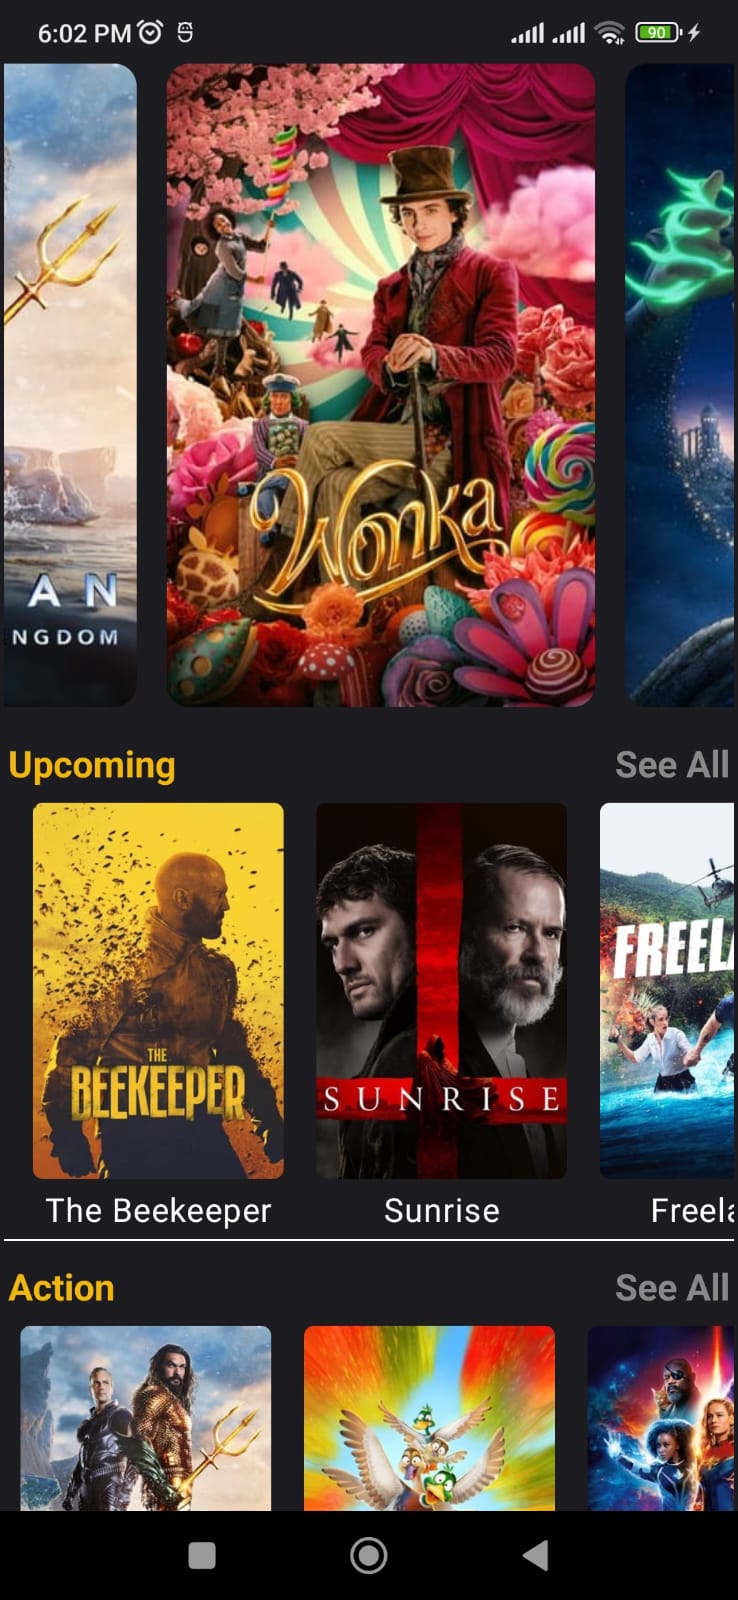 6:02 PM
90
AN
NGDOM
Wonka
Upcoming
See All
THE
BEEKEEPER
SUNRISE
FREEL
The Beekeeper
Sunrise
Freela
Action
See All